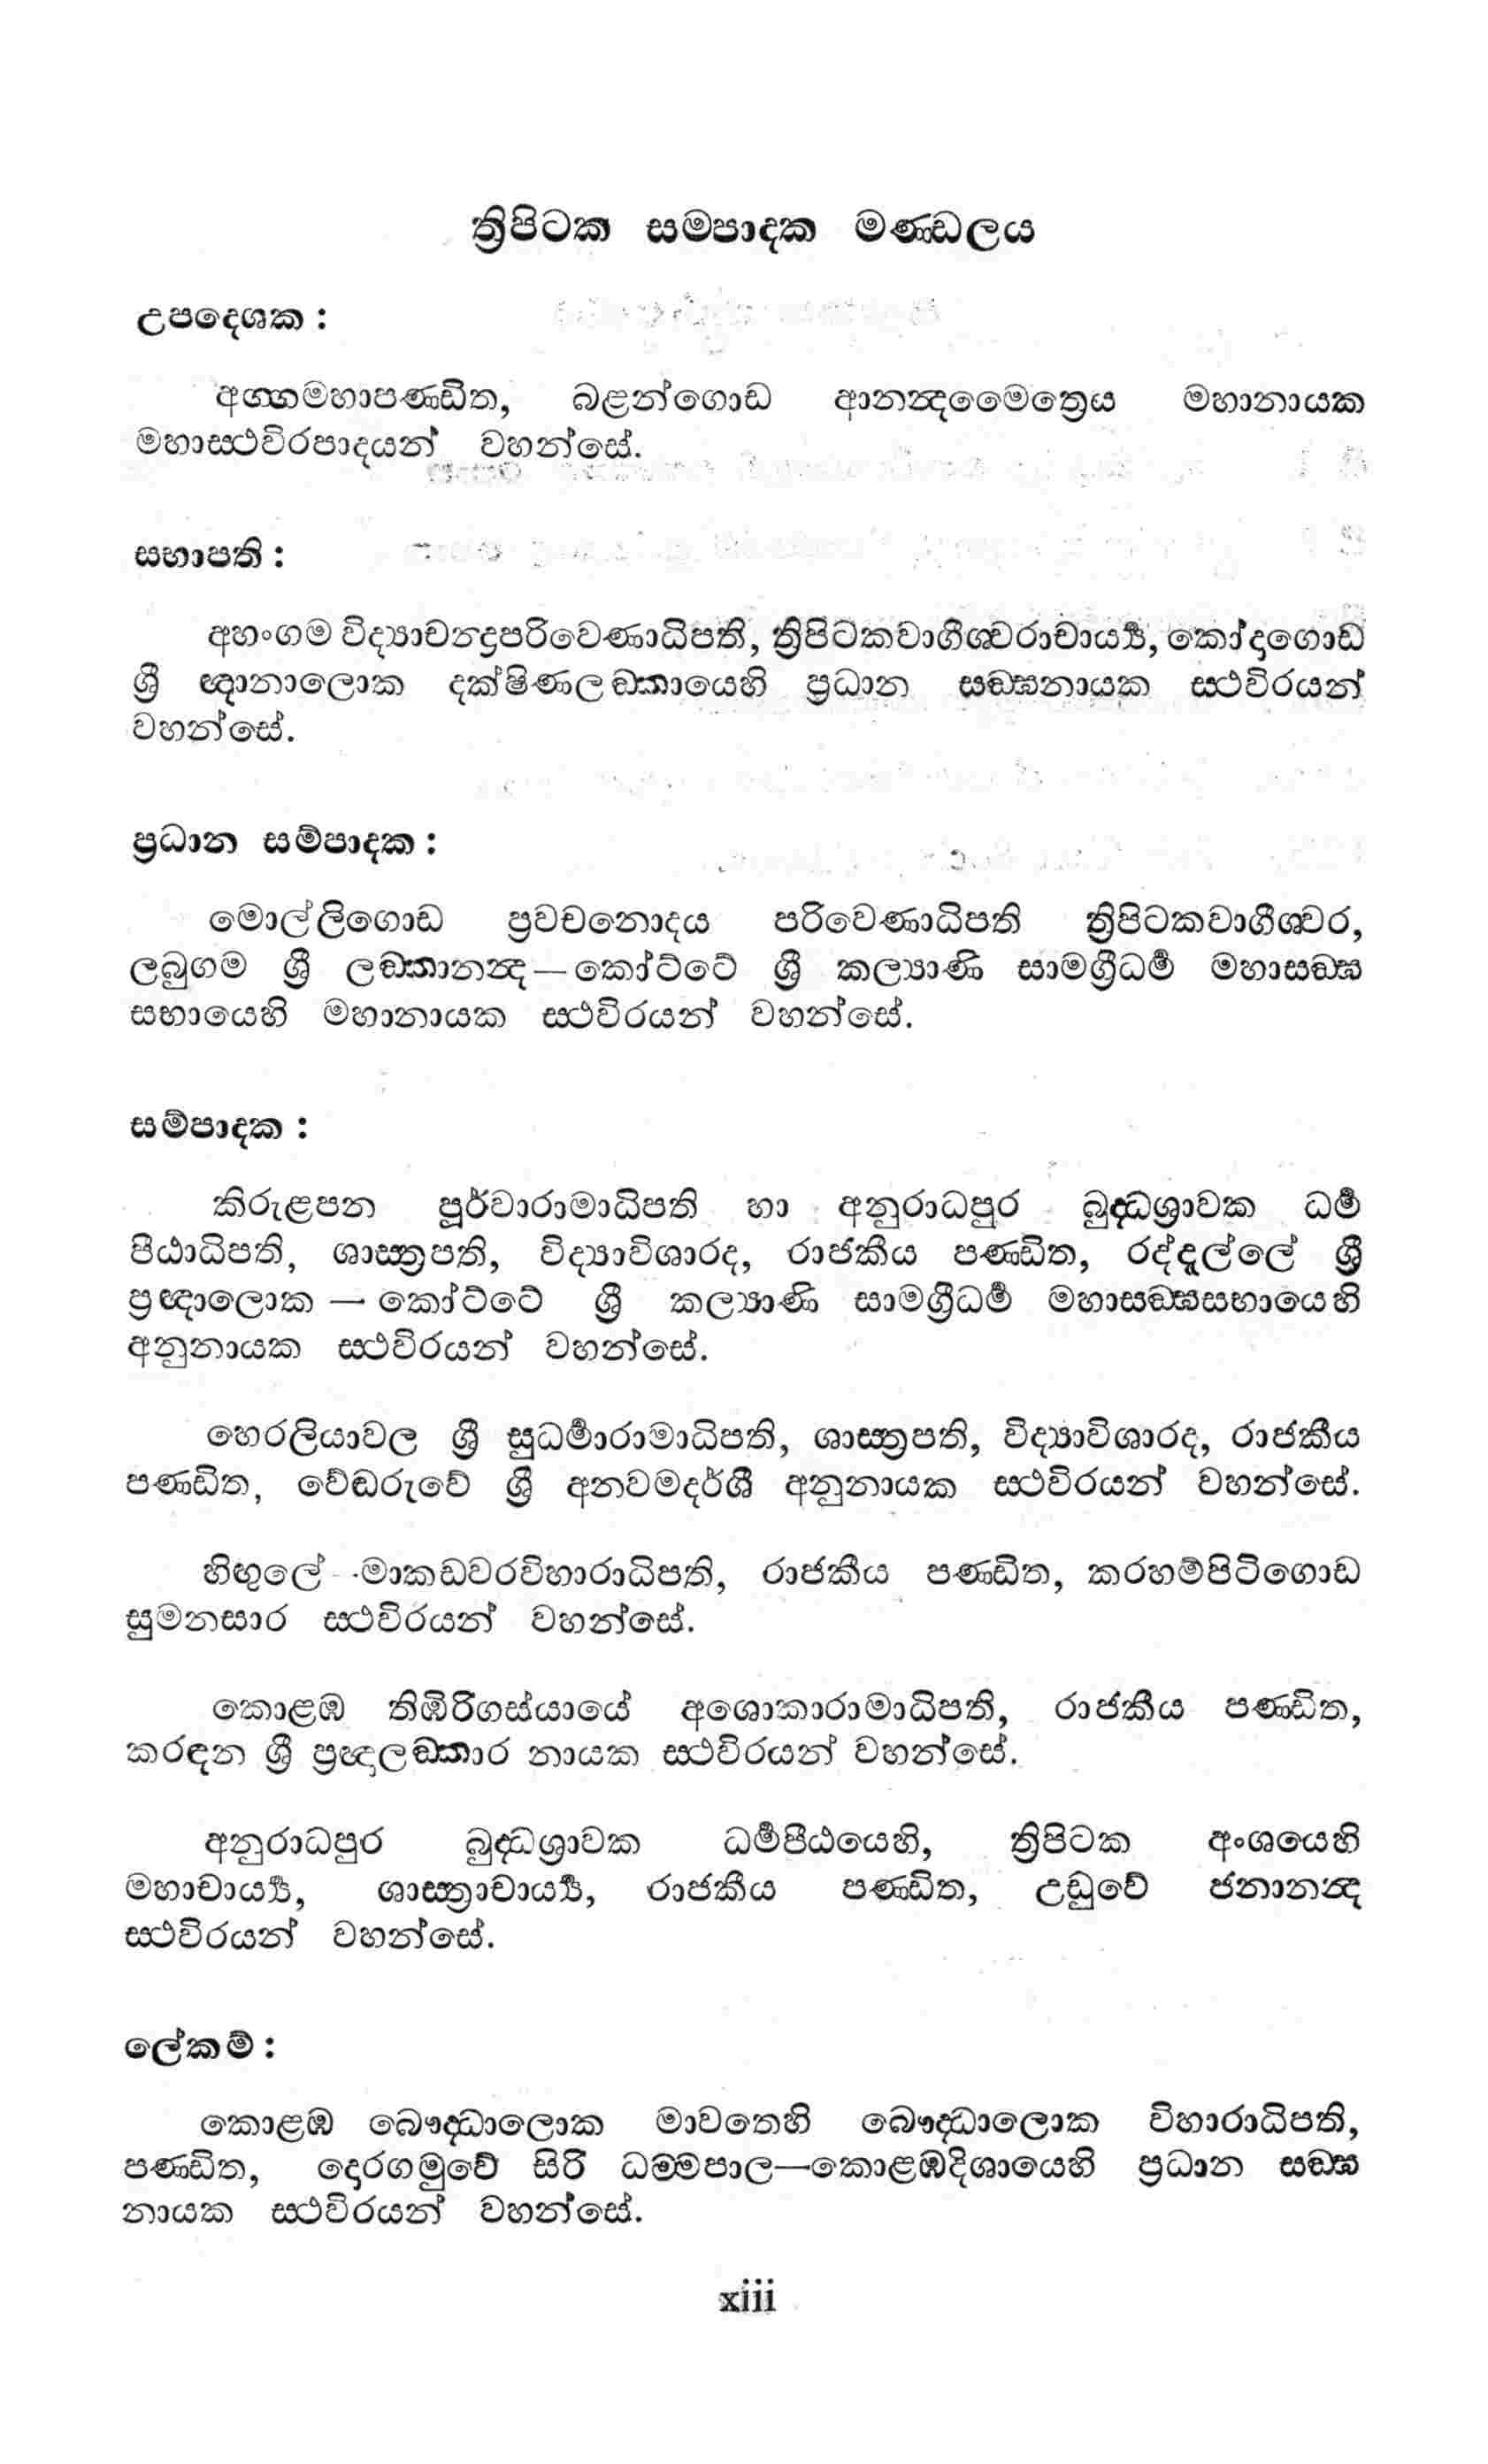 ත්‍රිපිටක සම්පාදක මණ්ඩලය
උපදෙශක :
අග්ගමහාපණ්ඩිත, බළන්ගොඩ ආනන්‍දමෛත්‍රෙය මහානායක
මහාස්ථවිරපාදයන් වහන්සේ.
සභාපති :
අහංගම විද්‍යාචන්ද්‍රපරිවෙණාධිපති, ත්‍රිපිටකවාගීශ්වරාචාර්‍ය්‍ය, කෝදගොඩ
ශ්‍රී ඤානාලොක දක්ෂිණලඞ්කායෙහි ප්‍රධාන සඞ්ඝනායක ස්ථවිරයන්
වහන්සේ.
ප්‍රධාන සම්පාදක :
මොල්ලිගොඩ ප්‍රවචනොදය පරිවෙණාධිපති ත්‍රිපිටකවාගීශ්වර,
ලබුගම ශ්‍රී ලඞ්කානන්‍ද—කෝට්ටේ ශ්‍රී කල්‍යාණි සාමග්‍රීධර්‍ම මහාසඞ්ඝ
සභායෙහි මහානායක ස්ථවිරයන් වහන්සේ.
සම්පාදක :
කිරුළපන පූර්වාරාමාධිපති හා අනුරාධපුර බුද්ධශ්‍රාවක ධර්‍ම
පීඨාධිපති, ශාස්ත්‍රපති, විද්‍යාවිශාරද, රාජකීය පණ්ඩිත, රද්දල්ලේ ශ්‍රී
ප්‍රඥාලොක — කෝට්ටේ ශ්‍රී කල්‍යාණි සාමග්‍රීධර්‍ම මහාසඞ්ඝසභායෙහි
අනුනායක ස්ථවිරයන් වහන්සේ.
හෙරලියාවල ශ්‍රී සුධර්‍මාරාමාධිපති, ශාස්ත්‍රපති, විද්‍යාවිශාරද, රාජකීය
පණ්ඩිත, වේඬරුවේ ශ්‍රී අනවමදර්ශී අනුනායක ස්ථවිරයන් වහන්සේ.
හිඟුලේ මාකඩවරවිහාරාධිපති, රාජකීය පණ්ඩිත, කරහම්පිටිගොඩ
සුමනසාර ස්ථවිරයන් වහන්සේ.
කොළඹ තිඹිරිගස්යායේ අශොකාරාමාධිපති, රාජකීය පණ්ඩිත,
කරඳන ශ්‍රී ප්‍රඥාලඞ්කාර නායක ස්ථවිරයන් වහන්සේ.
අනුරාධපුර බුද්ධශ්‍රාවක ධර්‍මපීඨයෙහි, ත්‍රිපිටක අංශයෙහි
මහාචාර්‍ය්‍ය, ශාස්ත්‍රාචාර්‍ය්‍ය, රාජකීය පණ්ඩිත, උඩුවේ ජනානන්‍ද
ස්ථවිරයන් වහන්සේ.
ලේකම් :
කොළඹ බෞද්ධාලොක මාවතෙහි බෞද්ධාලොක විහාරාධිපති,
පණ්ඩිත, දොරගමුවේ සිරි ධම්මපාල—කොළඹදිශායෙහි ප්‍රධාන සඞ්ඝ
නායක ස්ථවිරයන් වහන්සේ.
xiii